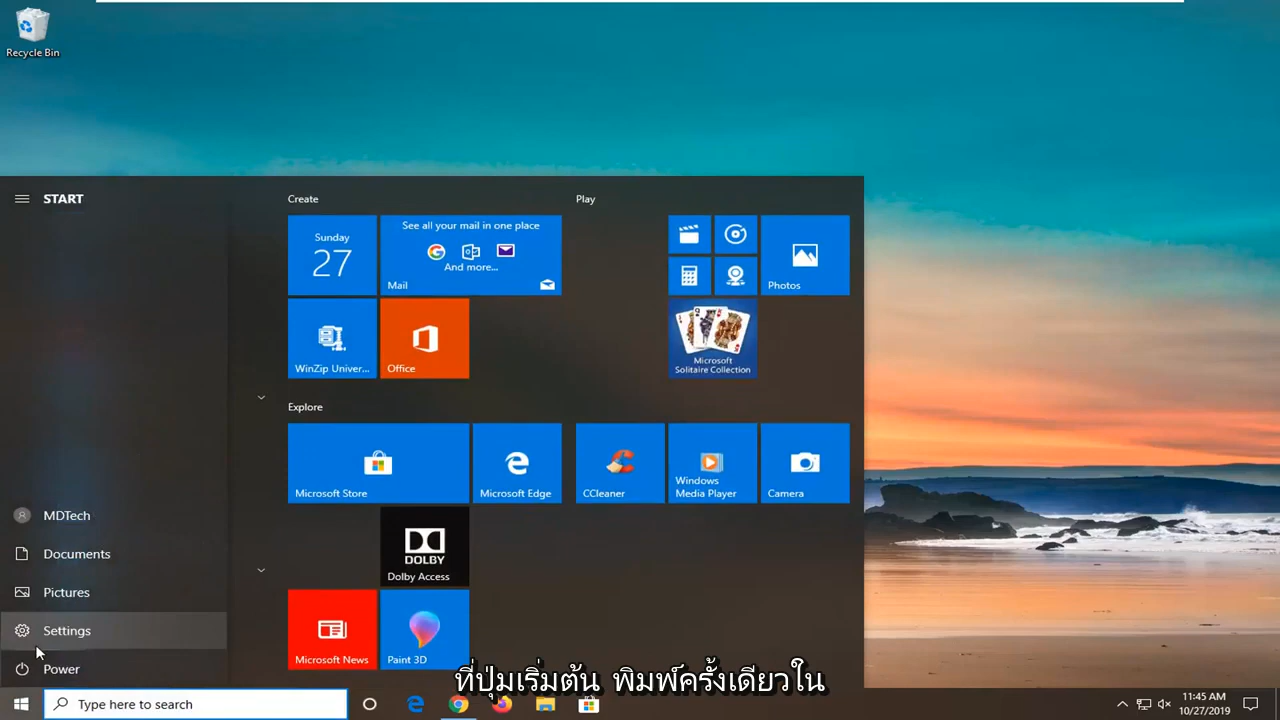 Recycle Bin
START
Create
Play
Sunday
27
See all your mail in one place
And more...
Mail
Photos
WinZip Univer...
Office
Microsoft
Solitaire Collection
Explore
Microsoft Store
Microsoft Edge
CCleaner
Windows
Media Player
Camera
MDTech
Documents
DOLBY
Dolby Access
Pictures
Settings
Microsoft News
Paint 3D
Power
ที่ปุ่มเริ่มต้น พิมพ์ครั้งเดียวใน
Type here to search
11:45 AM
10/27/2019